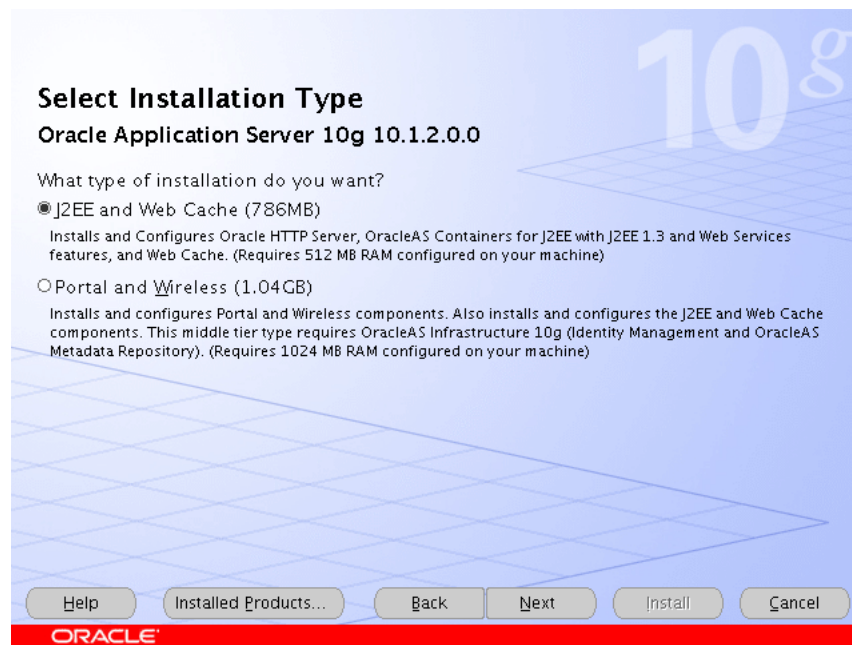 10g
Select Installation Type
Oracle Application Server 10g 10.1.2.0.0
What type of installation do you want?
J2EE and Web Cache (786MB)
Installs and Configures Oracle HTTP Server, OracleAS Containers for J2EE with J2EE 1.3 and Web Services
features, and Web Cache. (Requires 512 MB RAM configured on your machine)
Portal and Wireless (1.04GB)
Installs and configures Portal and Wireless components. Also installs and configures the J2EE and Web Cache
components. This middle tier type requires OracleAS Infrastructure 10g (Identity Management and OracleAS
Metadata Repository). (Requires 1024 MB RAM configured on your machine)
Help Installed Products... Back Next Install Cancel
ORACLE